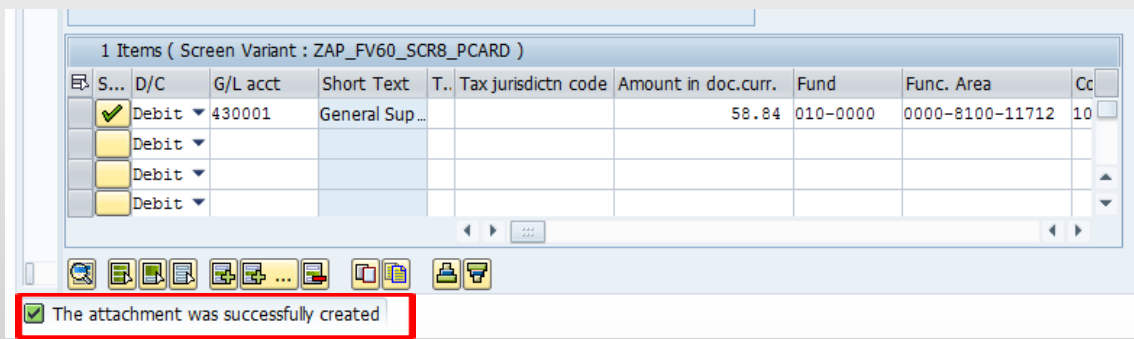 1 Items ( Screen Variant : ZAP_FV60_SCR8_PCARD )
S... D/C G/L acct Short Text T.. Tax jurisdictn code Amount in doc.curr. Fund Func. Area Cc
Debit 430001 General Sup... 58.84 010-0000 0000-8100-11712 10
Debit
Debit
Debit
...
The attachment was successfully created